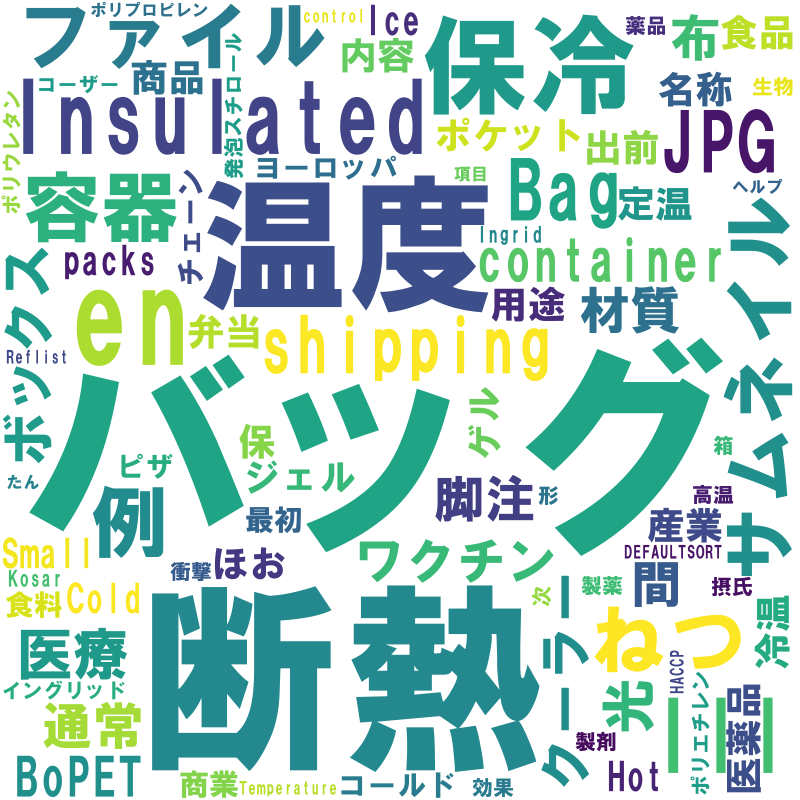 ポリプロピレン
control
Ice
薬品
布
食品
ファイル
保冷
内容
コーザー
商品
発泡スチロール
名称
生物
Insulated
ポケット
出前
JPG
ポリウレタン
ヨーロッパ
項目
ヘルプ
容器
チェーン
温度
Bag
定温
Ingrid
packs
container
サムネイル
ボックス
en
弁当
shipping
用途
材質
Reflist
バッグ
保
ゲル
ピザ
ジェル
箱
たん
例
最初
脚注
形
高温
産業
DEFAULTSORT
Small
Kosar
衝撃
ほお
ワクチン
食料
Cold
断熱
次
製薬
間
摂氏
冷温
医療
クーラー
ねつ
光
HACCP
イングリッド
通常
ポリエチレン
医薬品
製剤
BoPET
商業
Temperature
コールド
効果
Hot